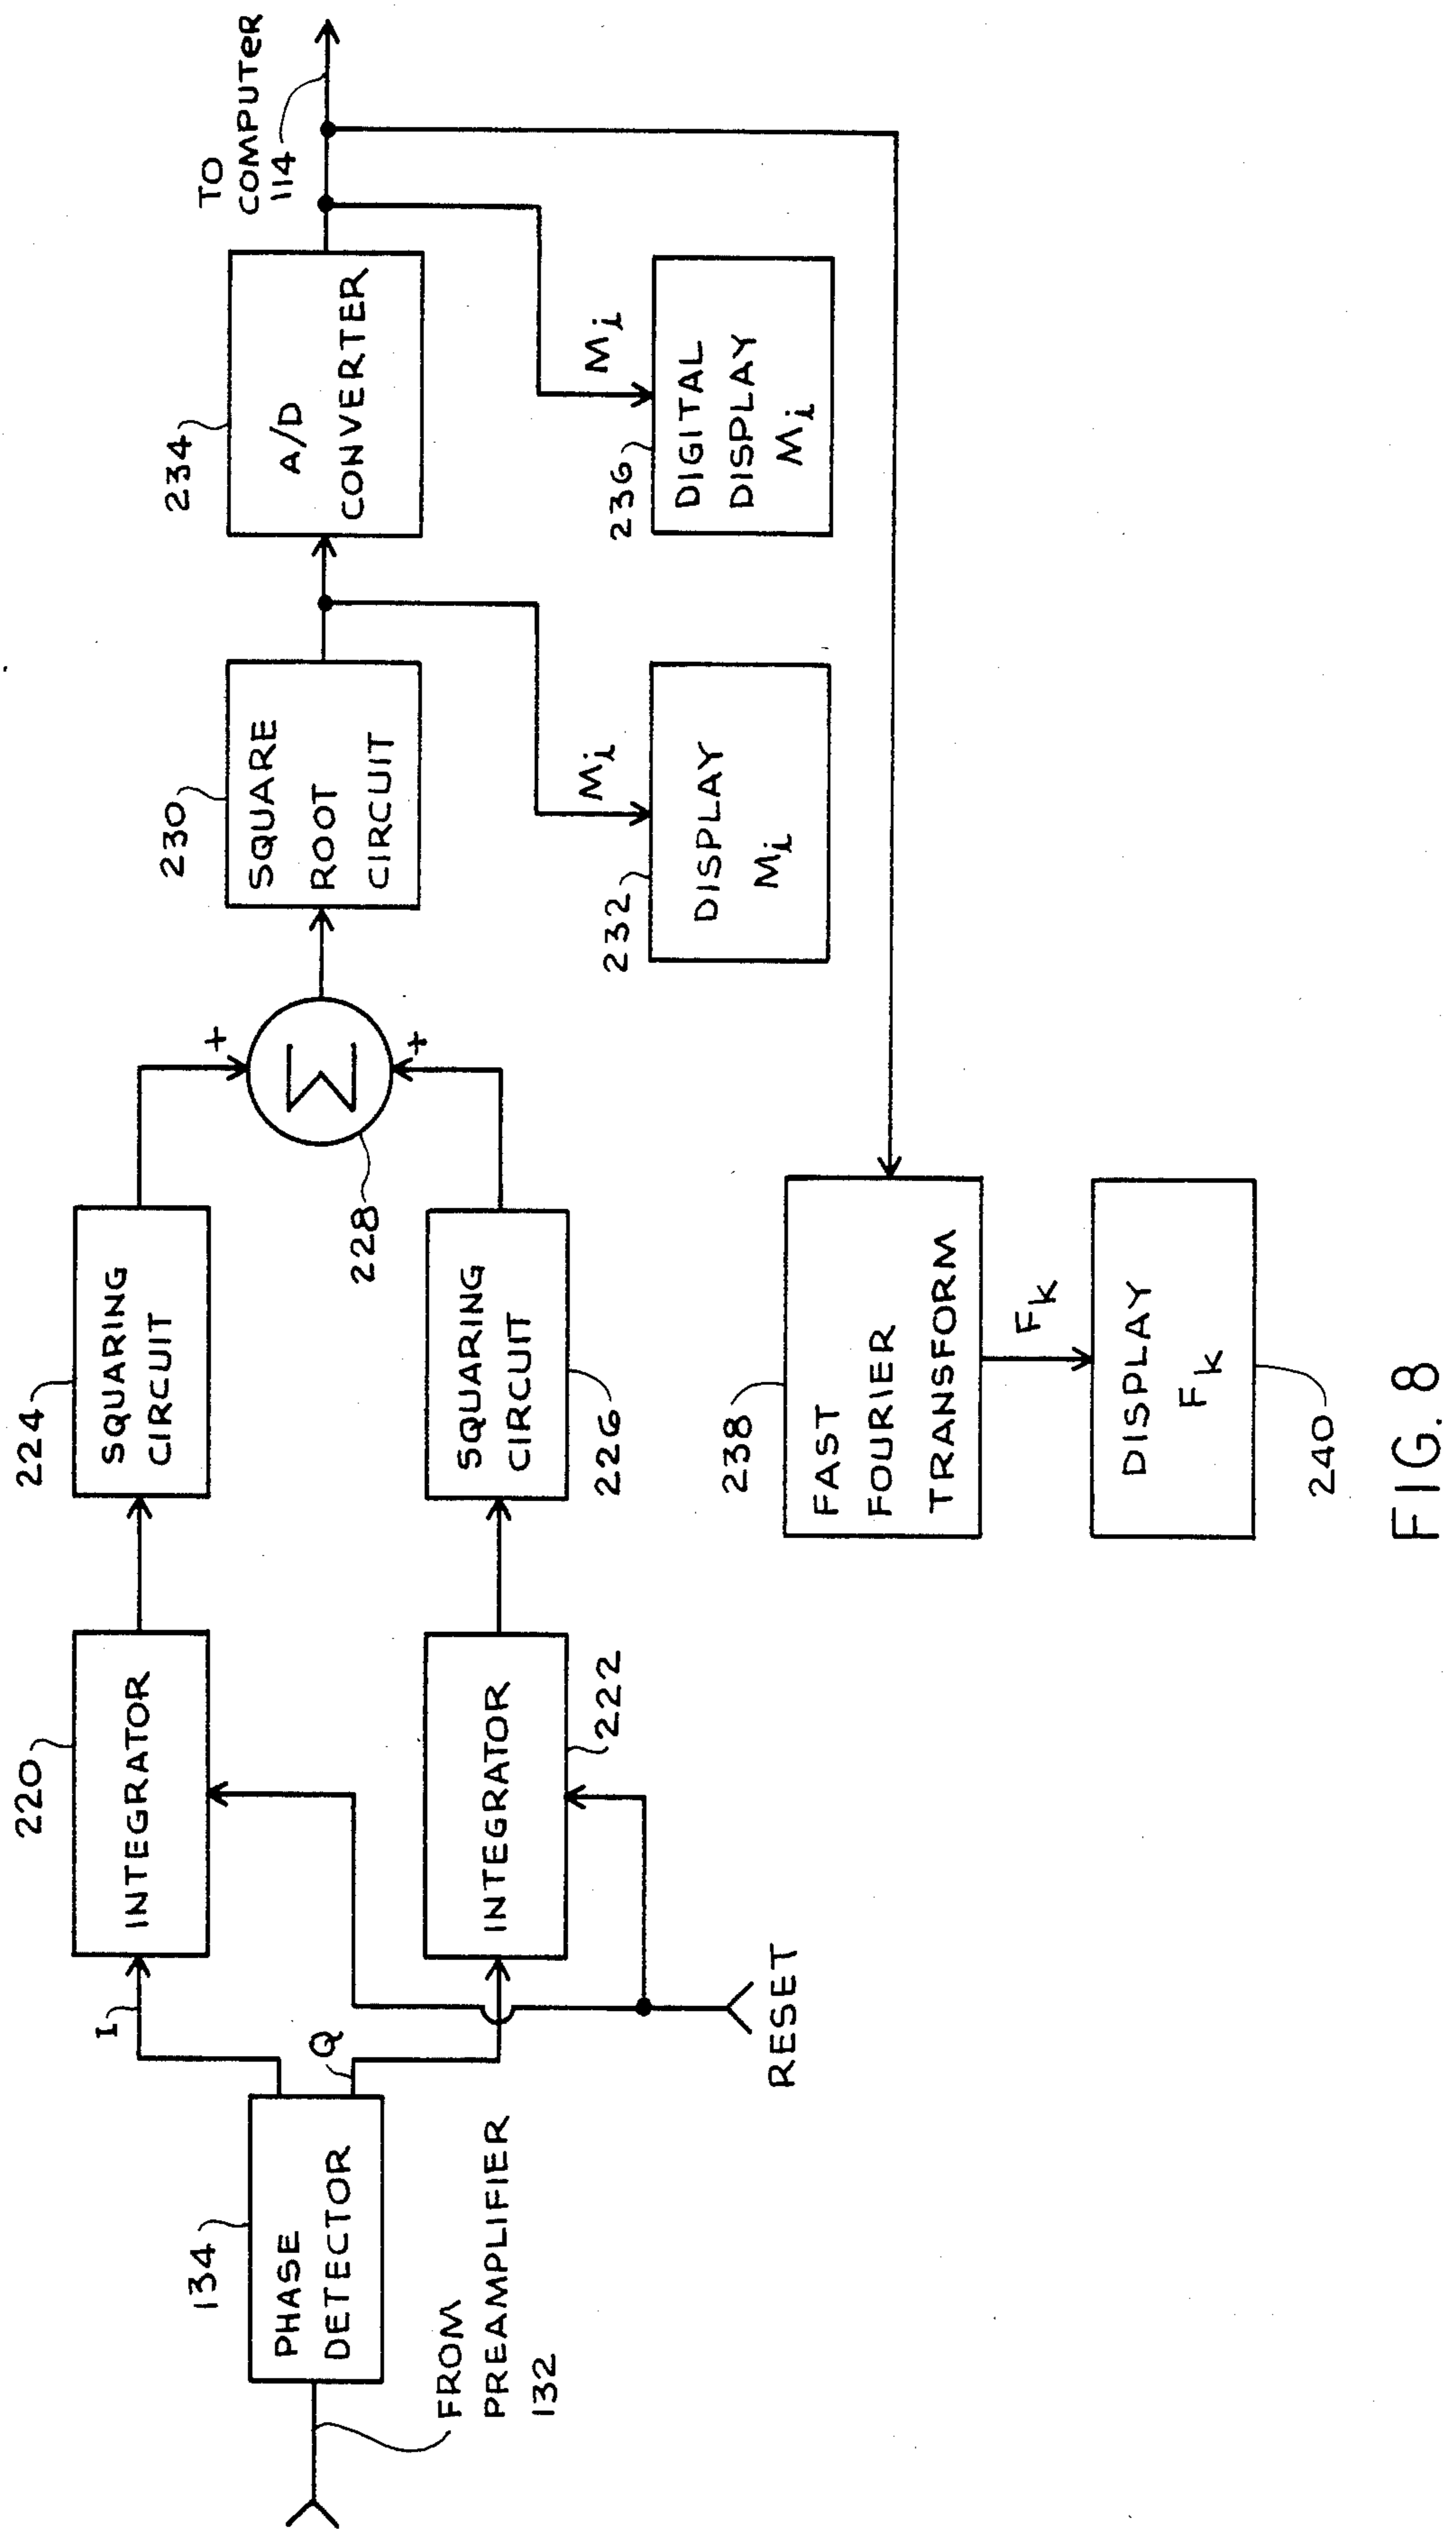 FROM
PREAMPLIFIER
132
134
PHASE
DETECTOR
I
Q
RESET
220
INTEGRATOR
INTEGRATOR
222
224
SQUARING
CIRCUIT
SQUARING
CIRCUIT
226
+
+
Σ
228
230
SQUARE
ROOT
CIRCUIT
Mi
232
DISPLAY
Mi
234
A/D
CONVERTER
Mi
236
DIGITAL
DISPLAY
Mi
TO
COMPUTER
114
238
FAST
FOURIER
TRANSFORM
Fk
DISPLAY
Fk
240
FIG. 8